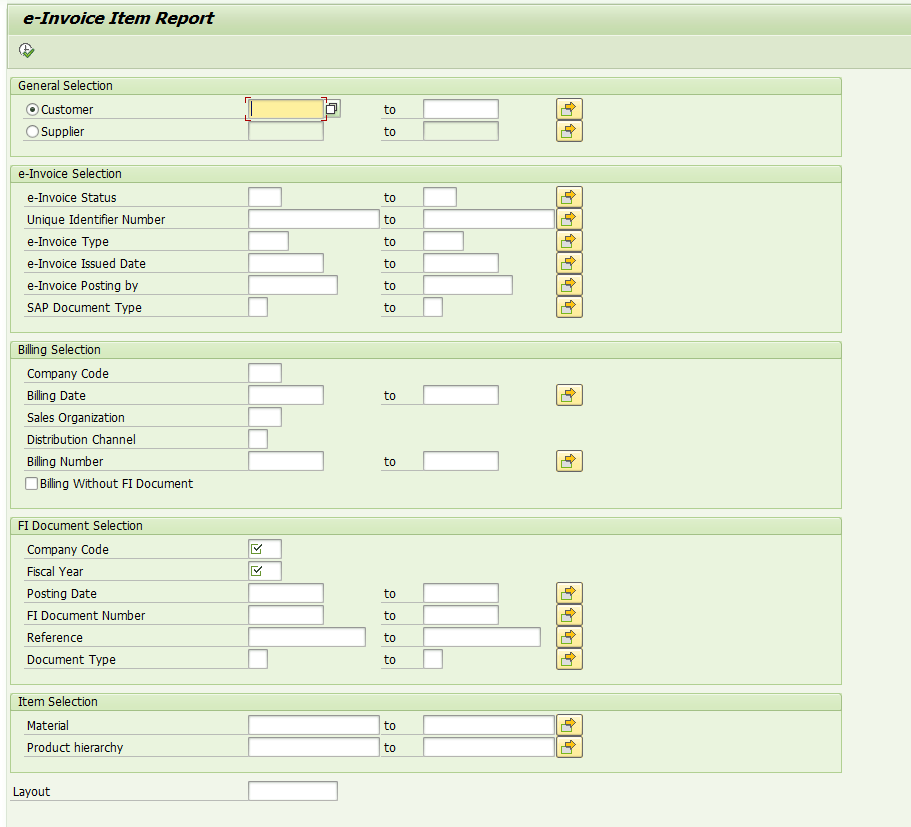 e-Invoice Item Report
General Selection
Customer to
Supplier to
e-Invoice Selection
e-Invoice Status to
Unique Identifier Number to
e-Invoice Type to
e-Invoice Issued Date to
e-Invoice Posting by to
SAP Document Type to
Billing Selection
Company Code
Billing Date to
Sales Organization
Distribution Channel
Billing Number to
Billing Without FI Document
FI Document Selection
Company Code
Fiscal Year
Posting Date to
FI Document Number to
Reference to
Document Type to
Item Selection
Material to
Product hierarchy to
Layout